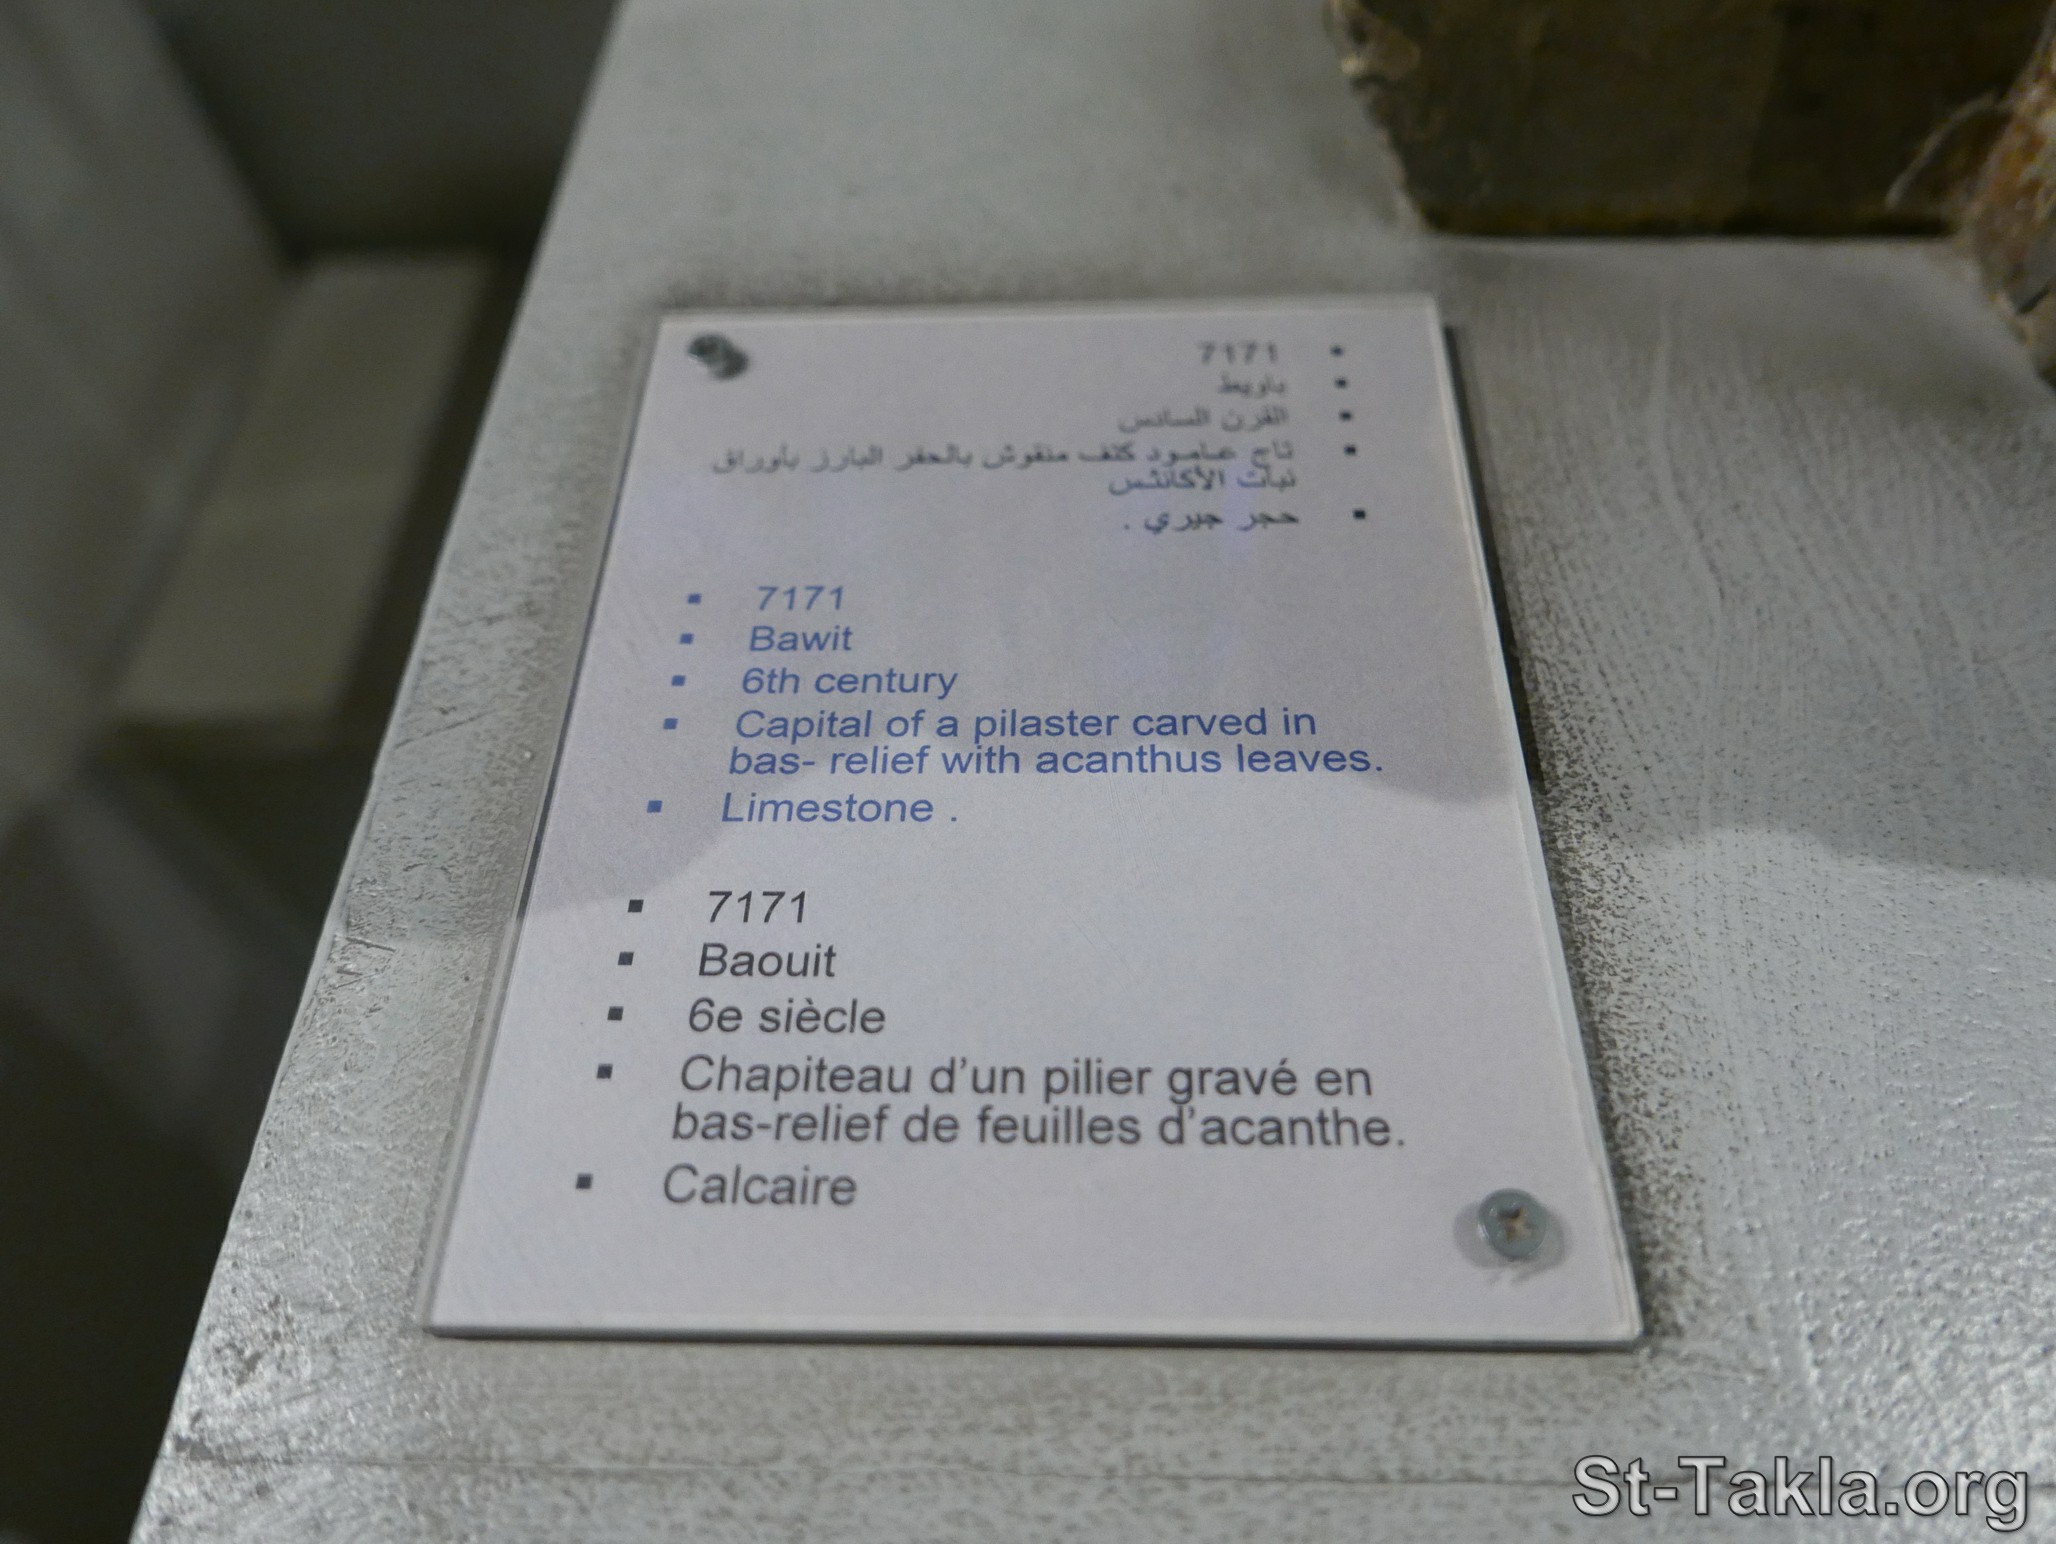 7171
باويط
القرن السادس
تاج عامود كتف منقوش بالحفر البارز بأوراق
نبات الأكانثس
حجر جيري .
7171
Bawit
6th century
Capital of a pilaster carved in
bas- relief with acanthus leaves.
Limestone .
7171
Baouit
6e siècle
Chapiteau d’un pilier gravé en
bas-relief de feuilles d’acanthe.
Calcaire
St-Takla.org